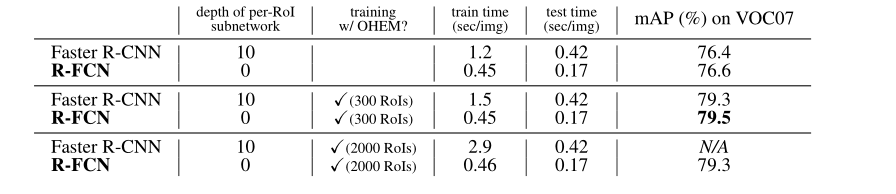 depth of per-RoI subnetwork | training w/ OHEM? | train time (sec/img) | test time (sec/img) | mAP (%) on VOC07
Faster R-CNN 10 1.2 0.42 76.4
R-FCN 0 0.45 0.17 76.6
Faster R-CNN 10 ✓(300 RoIs) 1.5 0.42 79.3
R-FCN 0 ✓(300 RoIs) 0.45 0.17 79.5
Faster R-CNN 10 ✓(2000 RoIs) 2.9 0.42 N/A
R-FCN 0 ✓(2000 RoIs) 0.46 0.17 79.3